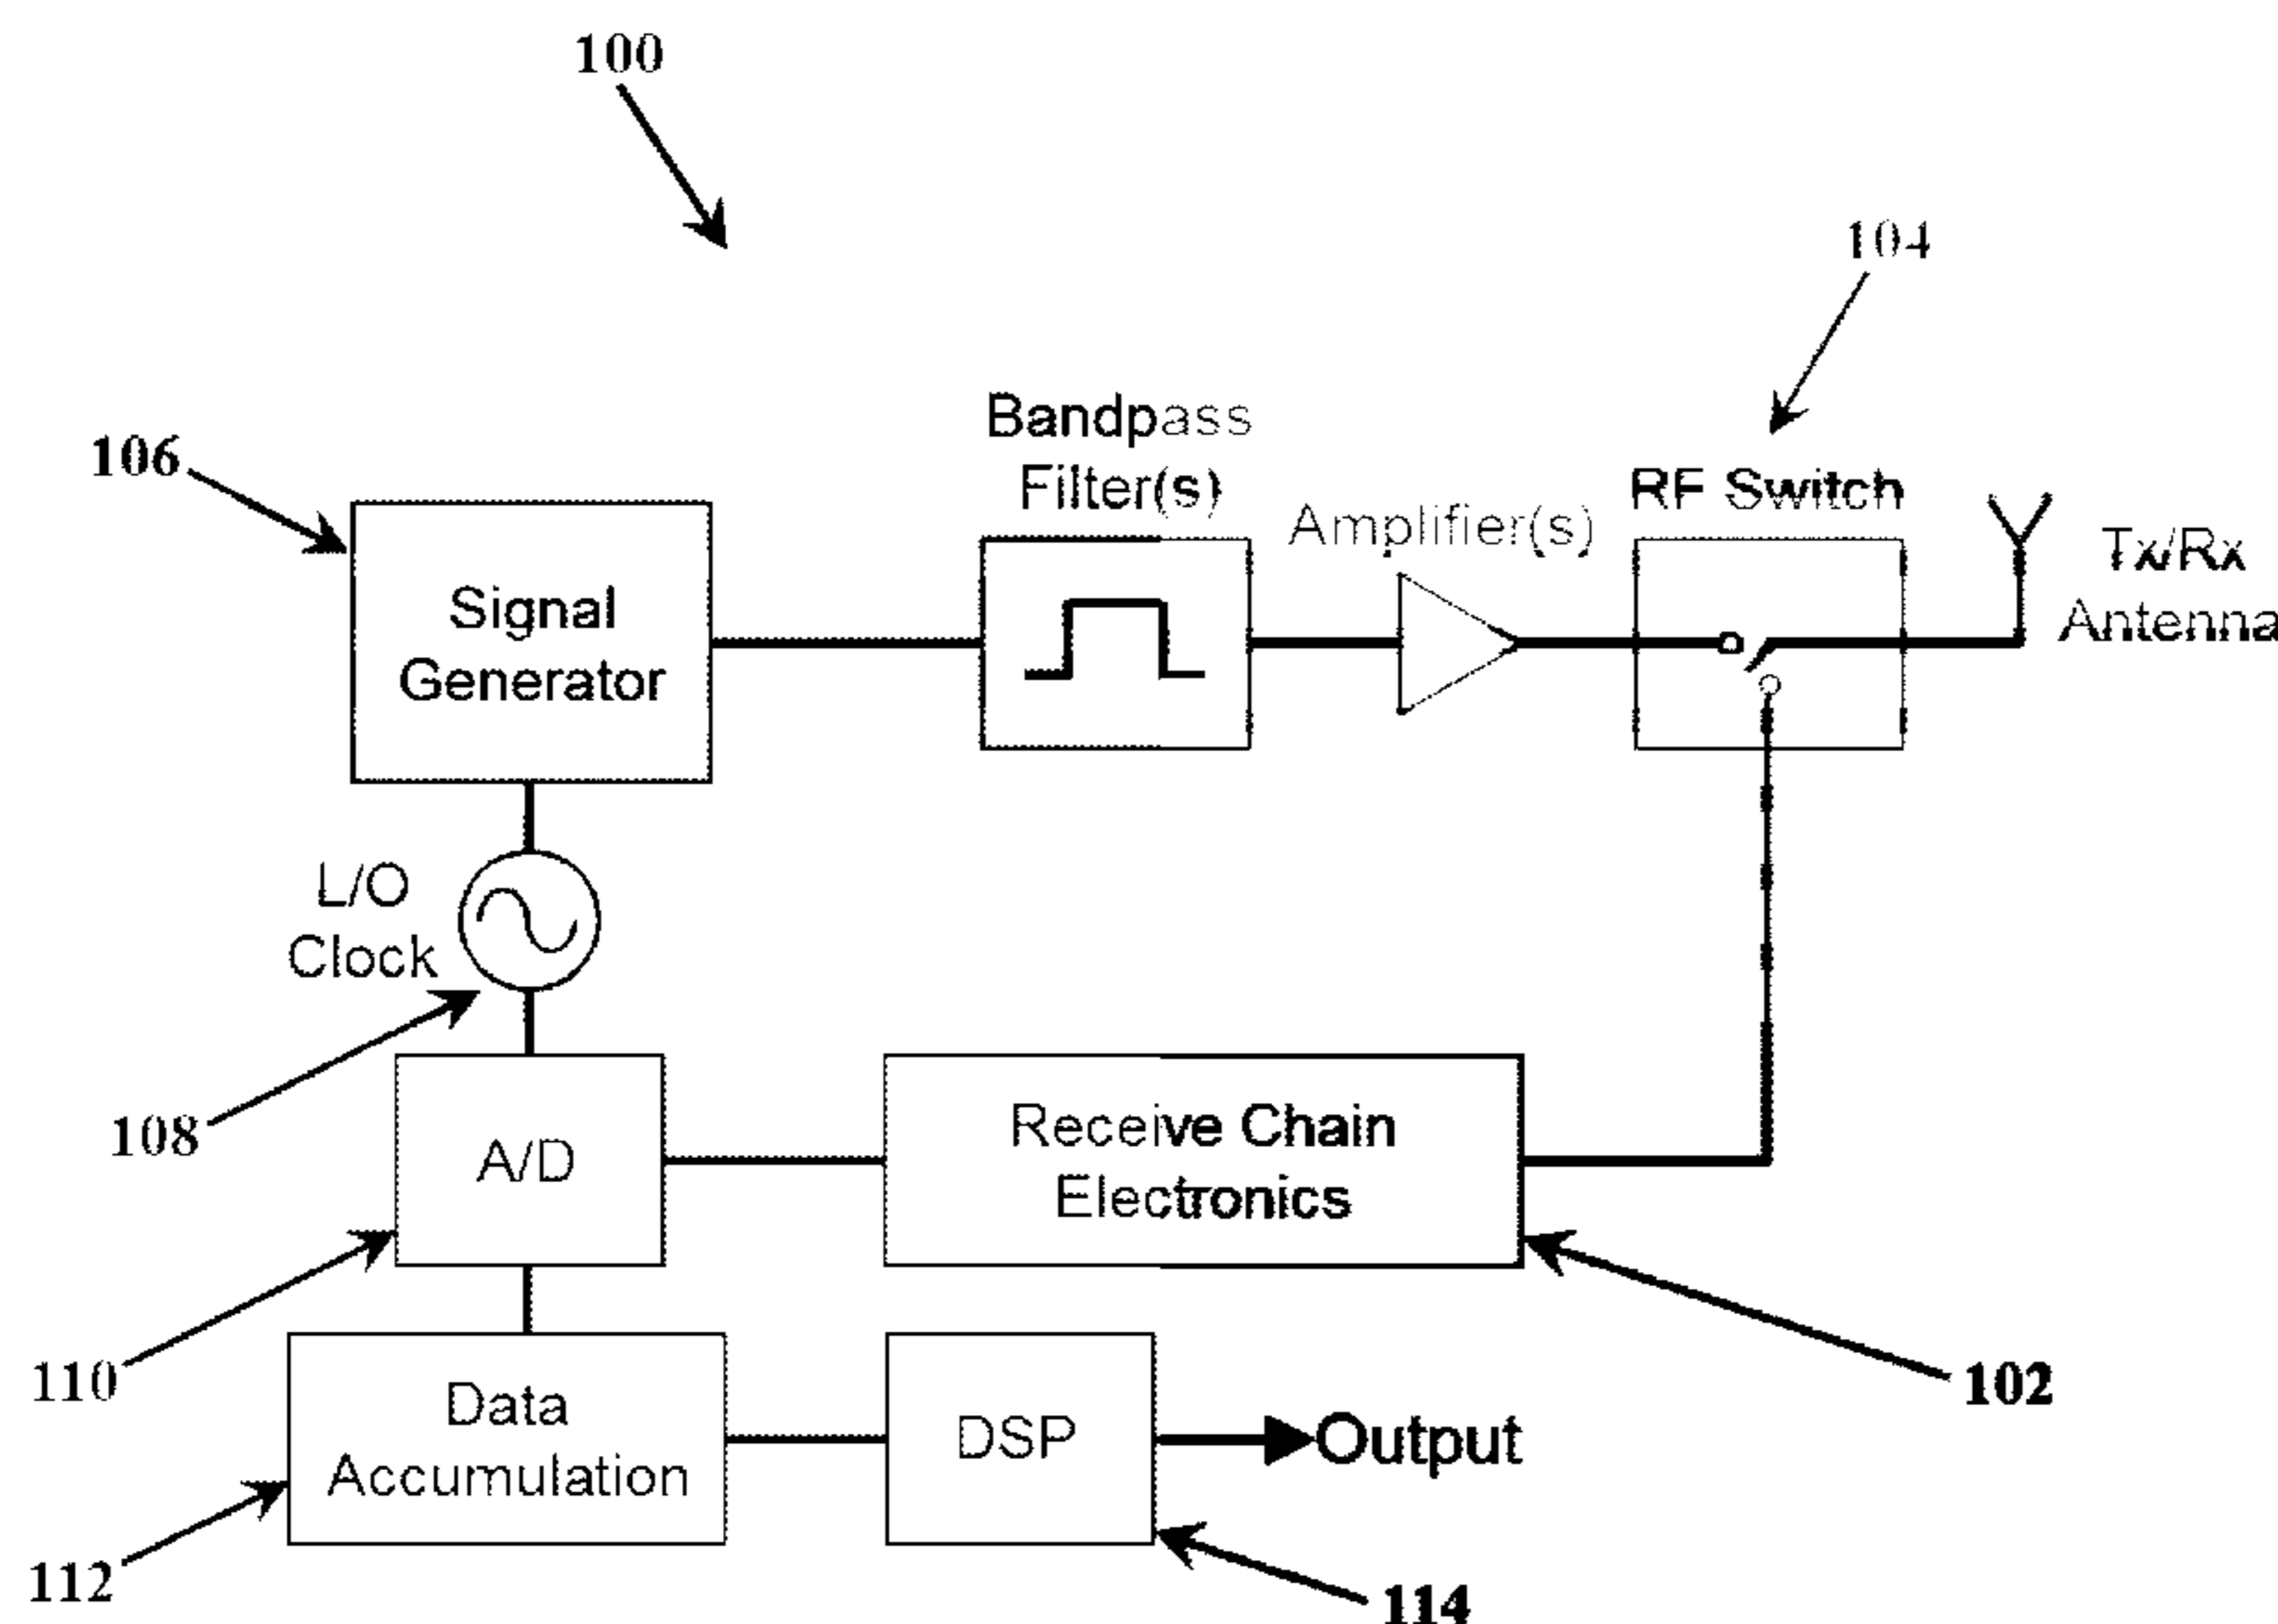 100
104
106
Bandpass
Filter(s)
Amplifier(s)
RF Switch
Tx/Rx
Antenna
Signal
Generator
L/O
Clock
108
A/D
Receive Chain
Electronics
110
102
Data
Accumulation
DSP
Output
112
114